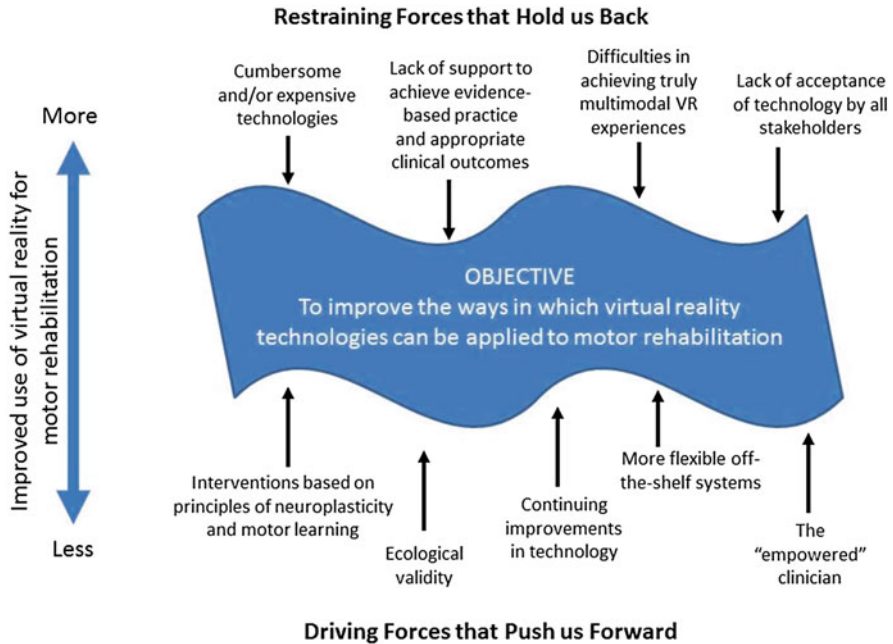 Restraining Forces that Hold us Back
More
Improved use of virtual reality for
motor rehabilitation
Less
Cumbersome
and/or expensive
technologies
Lack of support to
achieve evidence-
based practice
and appropriate
clinical outcomes
Difficulties in
achieving truly
multimodal VR
experiences
Lack of acceptance
of technology by all
stakeholders
OBJECTIVE
To improve the ways in which virtual reality
technologies can be applied to motor rehabilitation
Interventions based on
principles of neuroplasticity
and motor learning
Ecological
validity
Continuing
improvements
in technology
More flexible off-
the-shelf systems
The
“empowered”
clinician
Driving Forces that Push us Forward